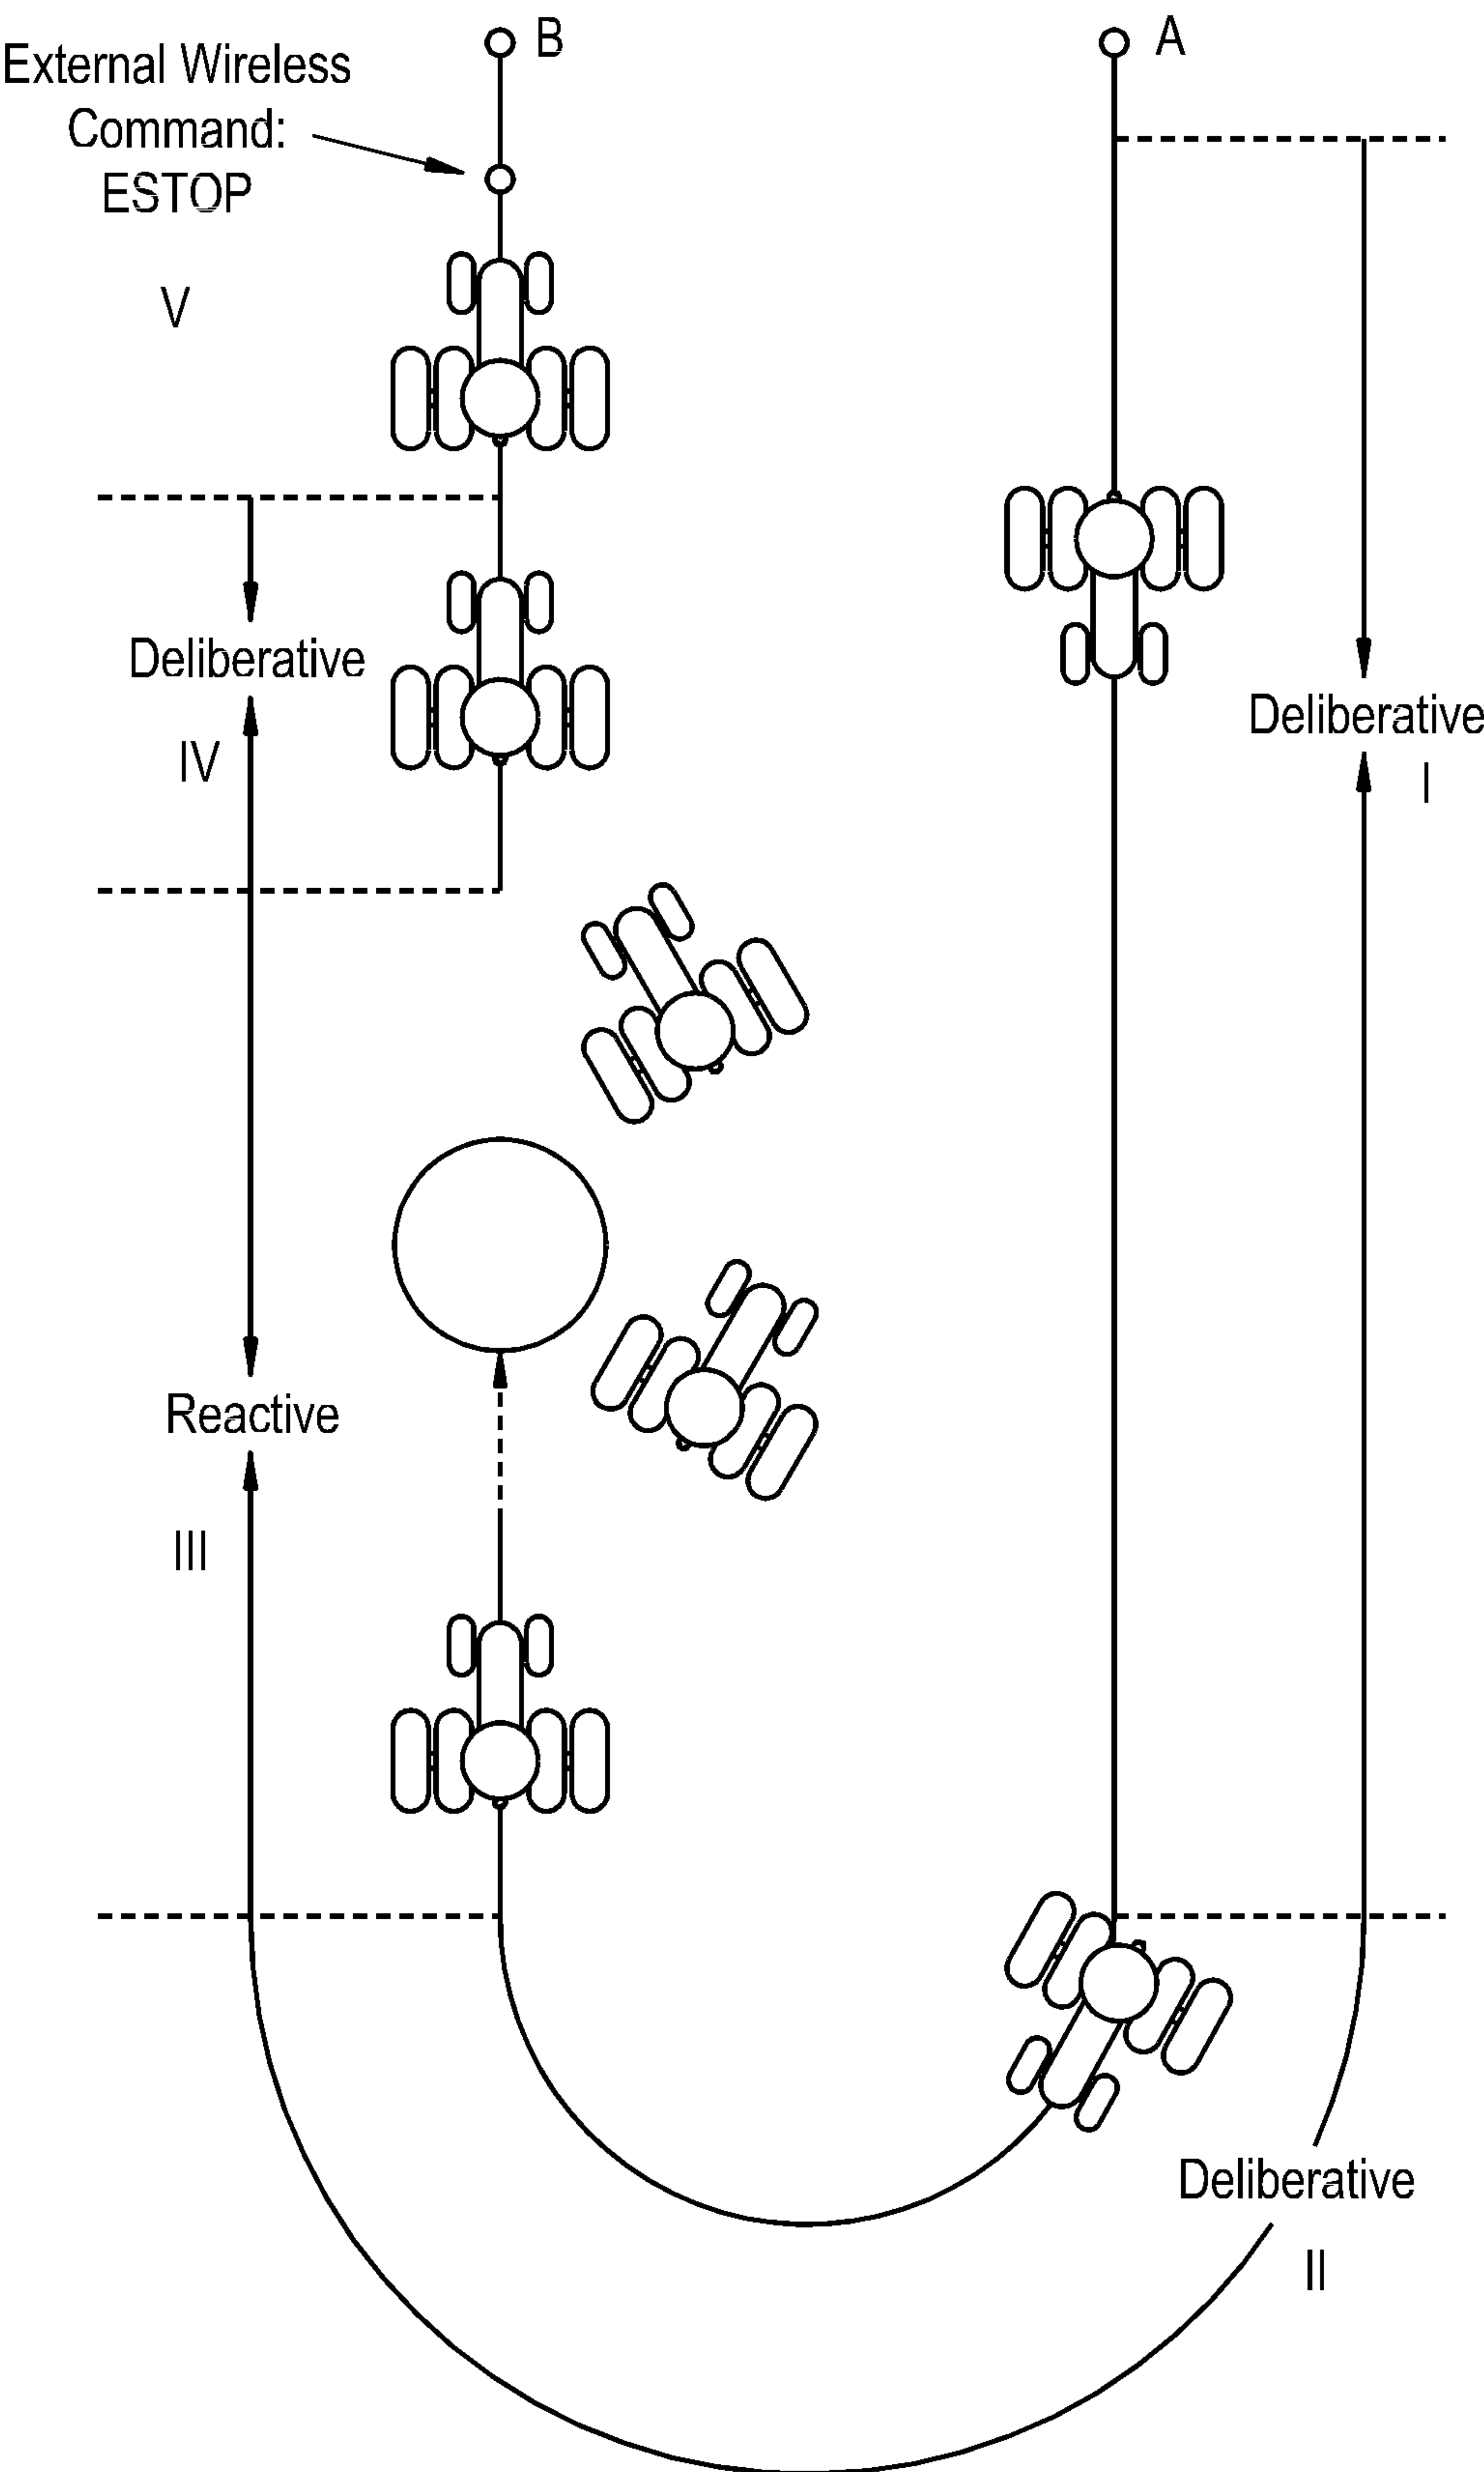 B
A
External Wireless
Command:
ESTOP
V
Deliberative
IV
Deliberative
I
Reactive
III
Deliberative
II